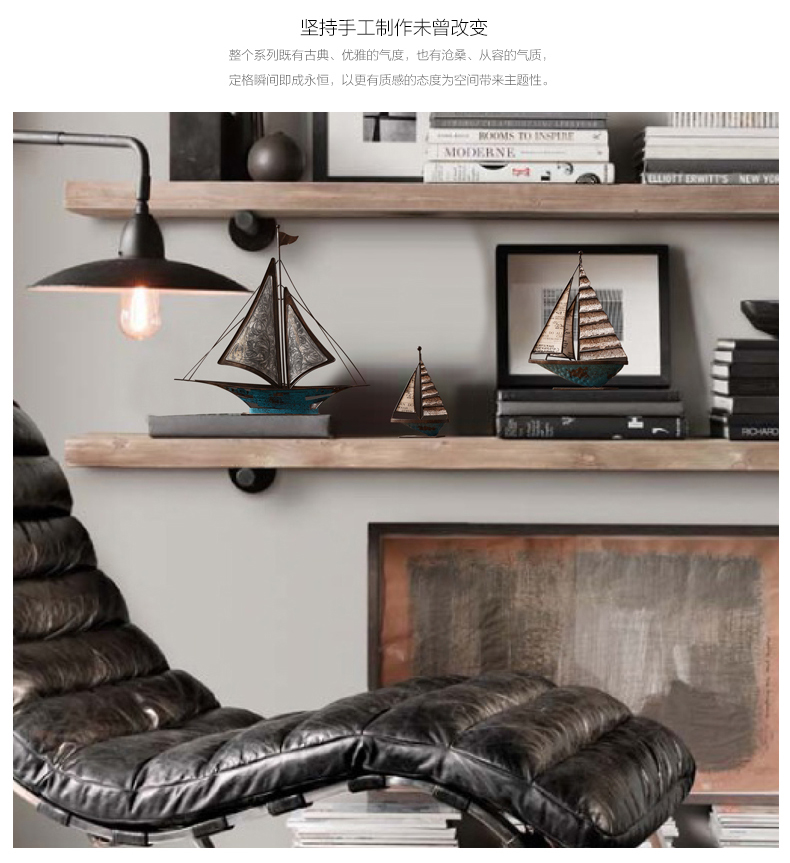 坚持手工制作未曾改变
整个系列既有古典、优雅的气度，也有沧桑、从容的气质，
定格瞬间即成永恒，以更有质感的态度为空间带来主题性。
ROOMS TO INSPIRE
MODERNE
ELLIOTT ERWITT'S NEW YOR
RICHARD